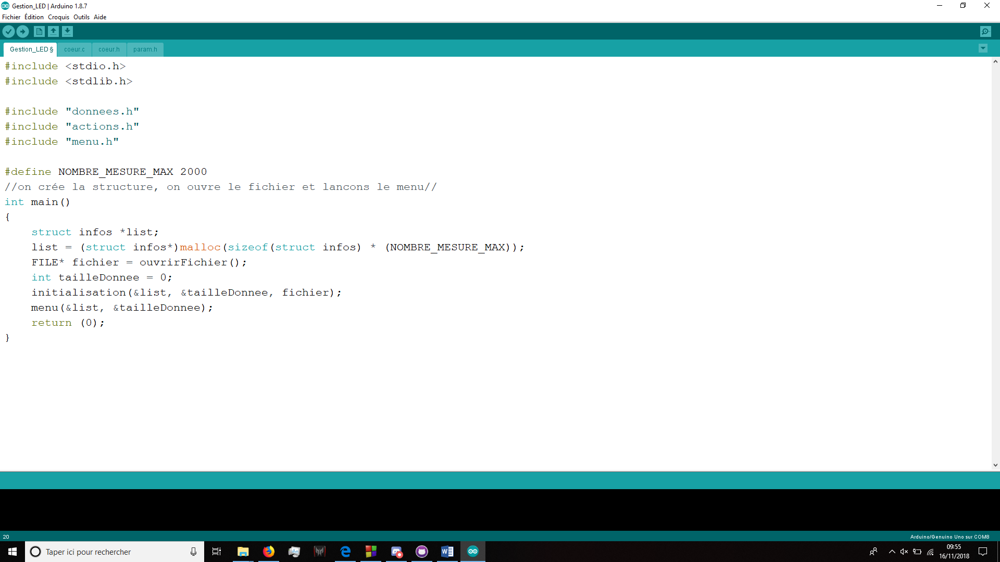 Gestion_LED | Arduino 1.8.7
Fichier Édition Croquis Outils Aide
Gestion_LED § coeur.c coeur.h param.h
#include <stdio.h>
#include <stdlib.h>
#include "donnees.h"
#include "actions.h"
#include "menu.h"
#define NOMBRE_MESURE_MAX 2000
//on crée la structure, on ouvre le fichier et lancons le menu//
int main()
{
struct infos *list;
list = (struct infos*)malloc(sizeof(struct infos) * (NOMBRE_MESURE_MAX));
FILE* fichier = ouvrirFichier();
int tailleDonnee = 0;
initialisation(&list, &tailleDonnee, fichier);
menu(&list, &tailleDonnee);
return (0);
}
20
Arduino/Genuino Uno sur COM8
Taper ici pour rechercher
09:55
16/11/2018